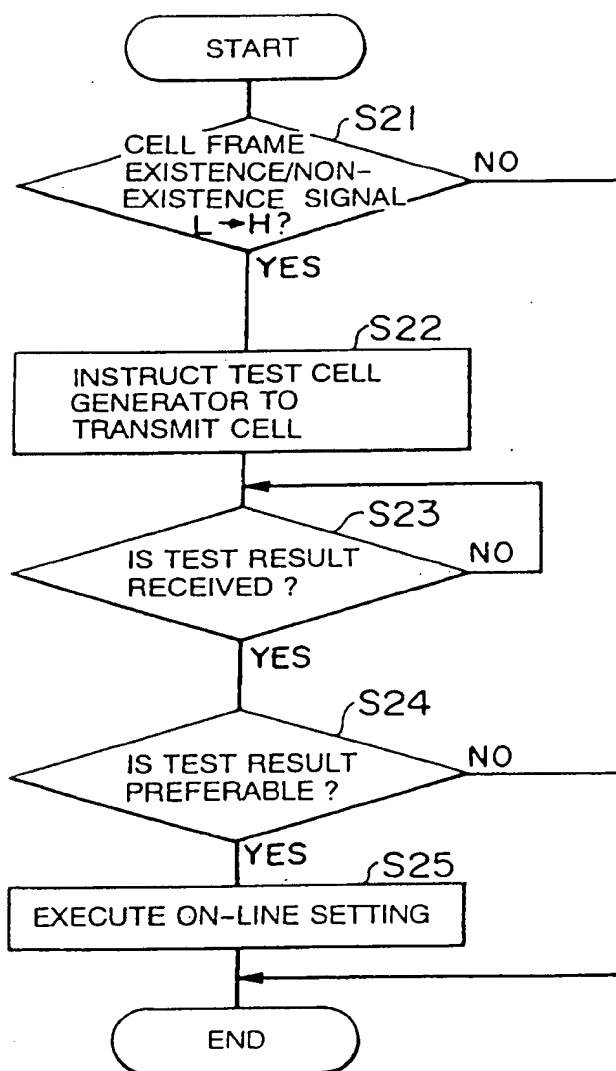 START
S21
CELL FRAME
EXISTENCE/NON-
EXISTENCE SIGNAL
L→H?
NO
YES
S22
INSTRUCT TEST CELL
GENERATOR TO
TRANSMIT CELL
S23
IS TEST RESULT
RECEIVED ?
NO
YES
S24
IS TEST RESULT
PREFERABLE ?
NO
YES
S25
EXECUTE ON-LINE SETTING
END